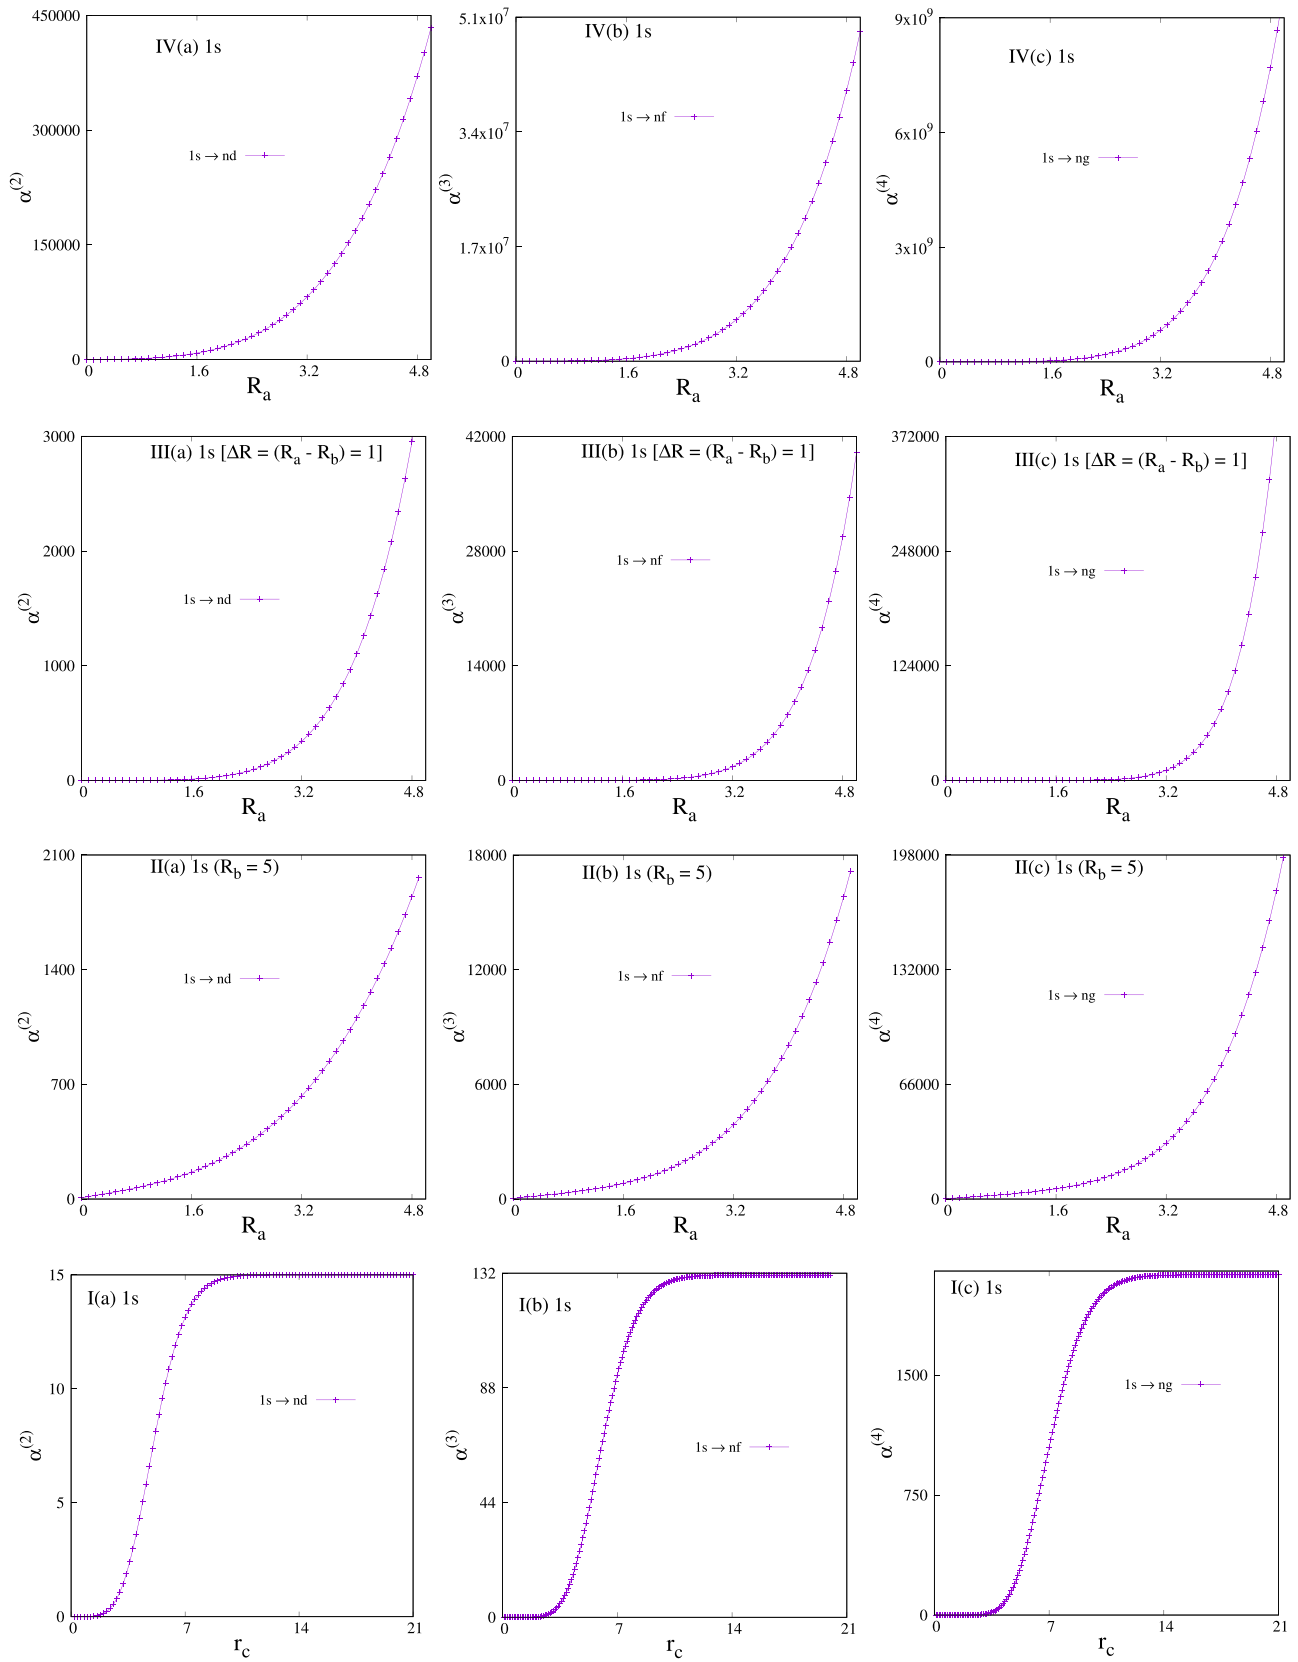 IV(a) 1s
1s → nd
α(2)
450000
300000
150000
0
0 1.6 3.2 4.8
Ra
IV(b) 1s
1s → nf
α(3)
5.1x10^7
3.4x10^7
1.7x10^7
0
0 1.6 3.2 4.8
Ra
IV(c) 1s
1s → ng
α(4)
9x10^9
6x10^9
3x10^9
0
0 1.6 3.2 4.8
Ra
III(a) 1s [ΔR = (Ra - Rb) = 1]
1s → nd
α(2)
3000
2000
1000
0
0 1.6 3.2 4.8
Ra
III(b) 1s [ΔR = (Ra - Rb) = 1]
1s → nf
α(3)
42000
28000
14000
0
0 1.6 3.2 4.8
Ra
III(c) 1s [ΔR = (Ra - Rb) = 1]
1s → ng
α(4)
372000
248000
124000
0
0 1.6 3.2 4.8
Ra
II(a) 1s (Rb = 5)
1s → nd
α(2)
2100
1400
700
0
0 1.6 3.2 4.8
Ra
II(b) 1s (Rb = 5)
1s → nf
α(3)
18000
12000
6000
0
0 1.6 3.2 4.8
Ra
II(c) 1s (Rb = 5)
1s → ng
α(4)
198000
132000
66000
0
0 1.6 3.2 4.8
Ra
I(a) 1s
1s → nd
α(2)
15
10
5
0
0 7 14 21
rc
I(b) 1s
1s → nf
α(3)
132
88
44
0
0 7 14 21
rc
I(c) 1s
1s → ng
α(4)
1500
750
0
0 7 14 21
rc